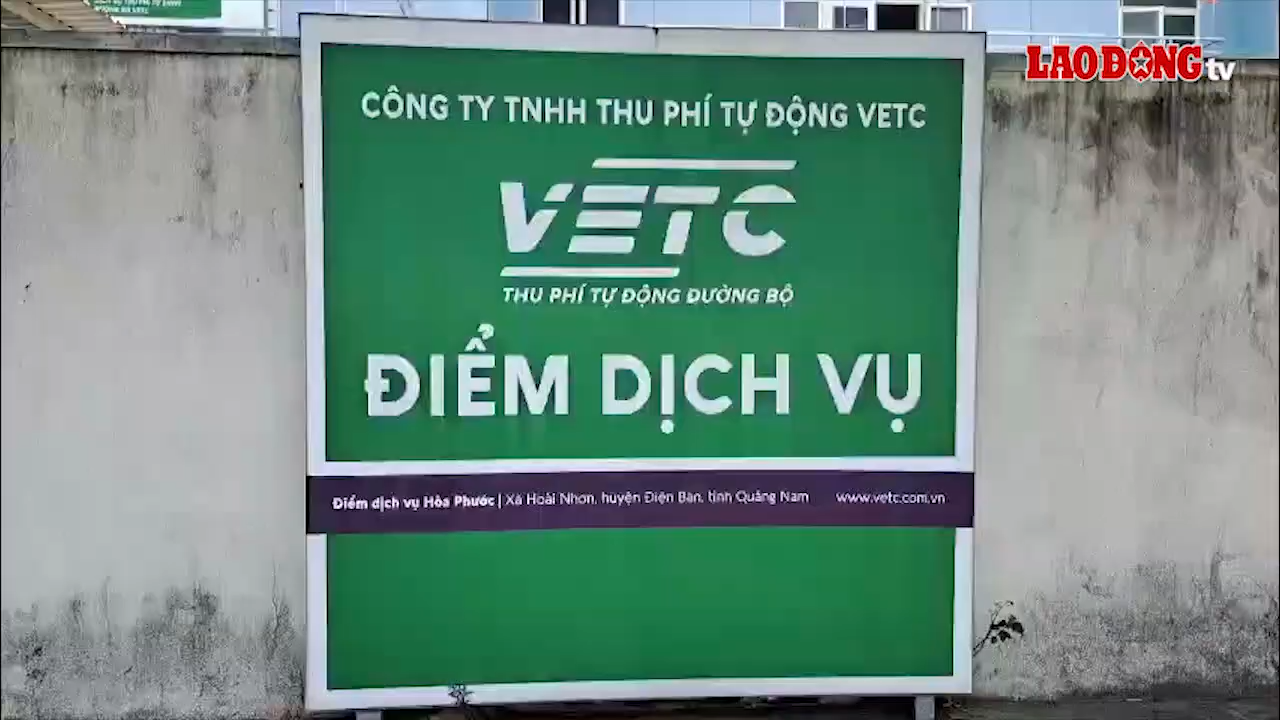 LAO ĐỘNG tv
CÔNG TY TNHH THU PHÍ TỰ ĐỘNG VETC
VETC
THU PHÍ TỰ ĐỘNG ĐƯỜNG BỘ
ĐIỂM DỊCH VỤ
Điểm dịch vụ Hòa Phước | Xã Hoài Nhơn, huyện Điện Bàn, tỉnh Quảng Nam www.vetc.com.vn